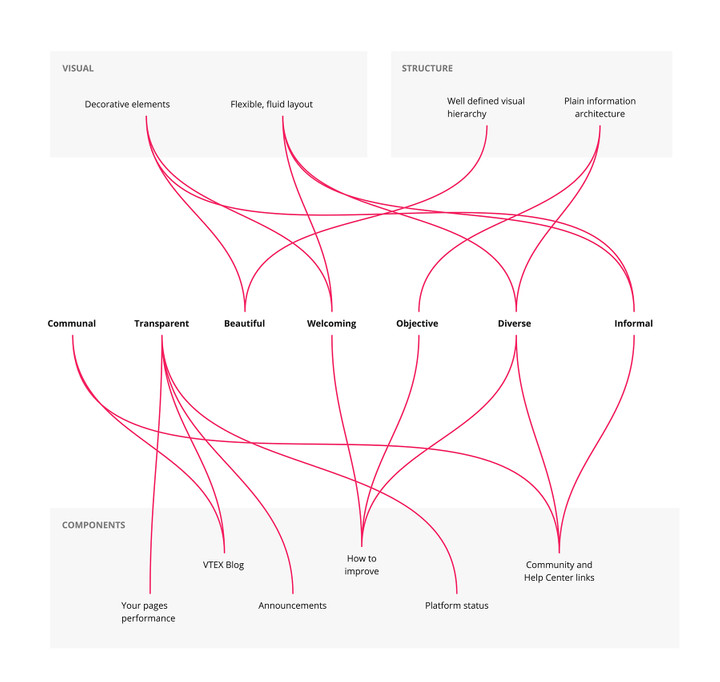 VISUAL
STRUCTURE
Decorative elements
Flexible, fluid layout
Well defined visual
hierarchy
Plain information
architecture
Communal
Transparent
Beautiful
Welcoming
Objective
Diverse
Informal
COMPONENTS
VTEX Blog
How to
improve
Community and
Help Center links
Your pages
performance
Announcements
Platform status